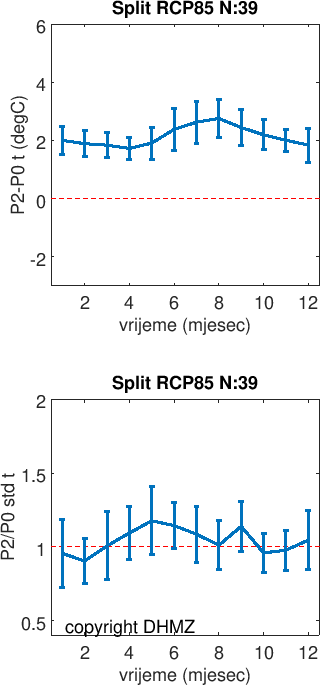 Split RCP85 N:39
6
4
2
0
-2
P2-P0 t (degC)
2 4 6 8 10 12
vrijeme (mjesec)
Split RCP85 N:39
2
1.5
1
0.5
P2/P0 std t
copyright DHMZ
2 4 6 8 10 12
vrijeme (mjesec)